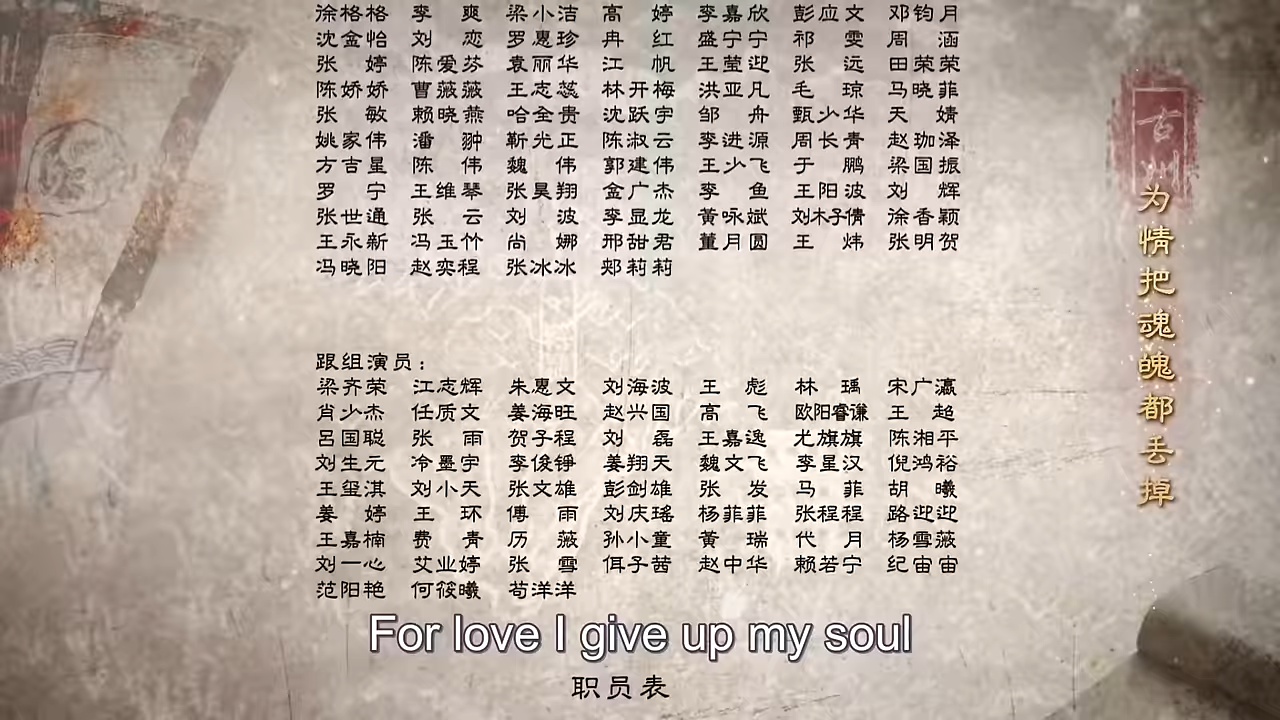 涂格格 李爽 梁小洁 高婷 李嘉欣 彭应文 邓钧月
沈金怡 刘恋 罗惠珍 冉红 盛宁宁 祁雯 周涵
张婷 陈爱芬 袁丽华 江帆 王莹迎 张远 田荣荣
陈娇娇 曹薇薇 王志蕊 林开梅 洪亚凡 毛琼 马晓菲
张敏 赖晓燕 哈全贵 沈跃宇 邹舟 甄少华 天婧
姚家伟 潘翀 靳光正 陈淑云 李进源 周长青 赵珈泽
方吉星 陈伟 魏伟 郭建伟 王少飞 于鹏 梁国振
罗宁 王维琴 张昊翔 金广杰 李鱼 王阳波 刘辉
张世通 张云 刘波 李显龙 黄咏斌 刘木子倩 涂香颖
王永新 冯玉竹 尚娜 邢甜君 董月圆 王炜 张明贺
冯晓阳 赵奕程 张冰冰 郏莉莉
跟组演员：
梁齐荣 江志辉 朱惠文 刘海波 王彪 林瑀 宋广瀛
肖少杰 任质文 姜海旺 赵兴国 高飞 欧阳睿谦 王超
吕国聪 张雨 贺子程 刘磊 王嘉逸 尤旗旗 陈湘平
刘生元 冷墨宇 李俊铮 姜翔天 魏文飞 李星汉 倪鸿裕
王玺淇 刘小天 张文雄 彭剑雄 张发 马菲 胡曦
姜婷 王环 傅雨 刘庆瑶 杨菲菲 张程程 路迎迎
王嘉楠 费青 历薇 孙小童 黄瑞 代月 杨雪薇
刘一心 艾业婷 张雪 佴子茜 赵中华 赖若宁 纪宙宙
范阳艳 何筱曦 苟洋洋
For love I give up my soul
职员表
为情把魂魄都丢掉